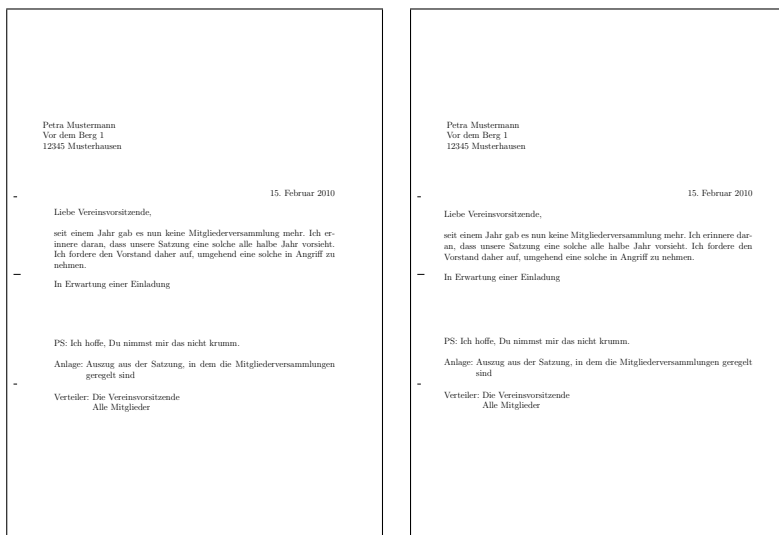 Petra Mustermann
Vor dem Berg 1
12345 Musterhausen
15. Februar 2010
Liebe Vereinsvorsitzende,
seit einem Jahr gab es nun keine Mitgliederversammlung mehr. Ich er-
innere daran, dass unsere Satzung eine solche alle halbe Jahr vorsieht.
Ich fordere den Vorstand daher auf, umgehend eine solche in Angriff zu
nehmen.
In Erwartung einer Einladung
PS: Ich hoffe, Du nimmst mir das nicht krumm.
Anlage: Auszug aus der Satzung, in dem die Mitgliederversammlungen
geregelt sind
Verteiler: Die Vereinsvorsitzende
Alle Mitglieder
Petra Mustermann
Vor dem Berg 1
12345 Musterhausen
15. Februar 2010
Liebe Vereinsvorsitzende,
seit einem Jahr gab es nun keine Mitgliederversammlung mehr. Ich erinnere dar-
an, dass unsere Satzung eine solche alle halbe Jahr vorsieht. Ich fordere den
Vorstand daher auf, umgehend eine solche in Angriff zu nehmen.
In Erwartung einer Einladung
PS: Ich hoffe, Du nimmst mir das nicht krumm.
Anlage: Auszug aus der Satzung, in dem die Mitgliederversammlungen geregelt
sind
Verteiler: Die Vereinsvorsitzende
Alle Mitglieder